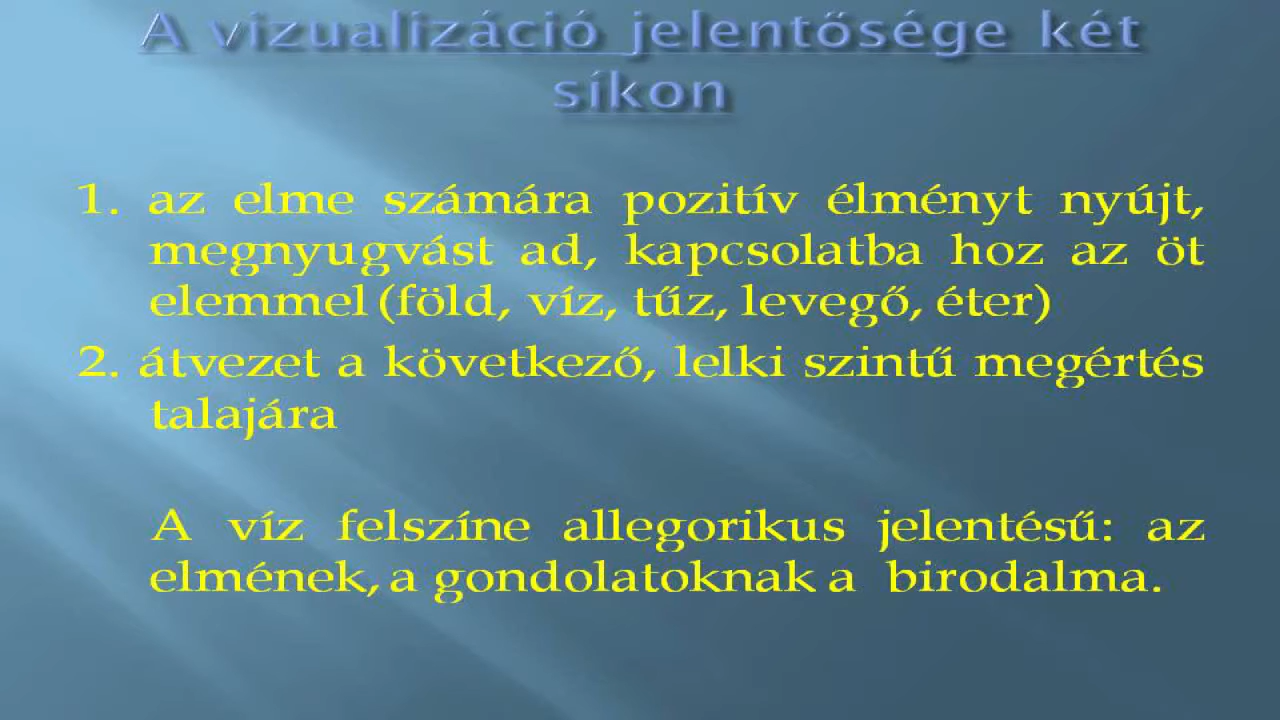 A vizualizáció jelentősége két
síkon
1. az elme számára pozitív élményt nyújt,
megnyugvást ad, kapcsolatba hoz az öt
elemmel (föld, víz, tűz, levegő, éter)
2. átvezet a következő, lelki szintű megértés
talajára
A víz felszíne allegorikus jelentésű: az
elmének, a gondolatoknak a birodalma.